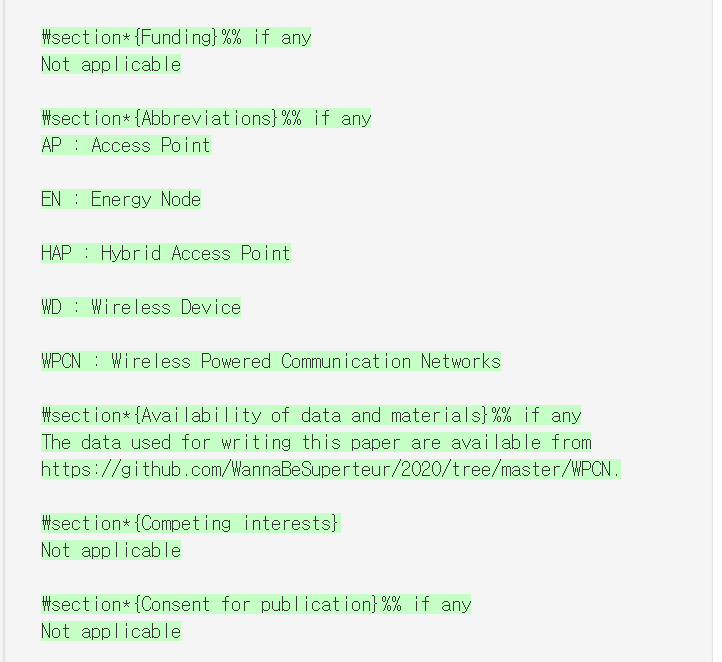 ₩section*{Funding}%% if any
Not applicable
₩section*{Abbreviations}%% if any
AP : Access Point
EN : Energy Node
HAP : Hybrid Access Point
WD : Wireless Device
WPCN : Wireless Powered Communication Networks
₩section*{Availability of data and materials}%% if any
The data used for writing this paper are available from
https://github.com/WannaBeSuperteur/2020/tree/master/WPCN.
₩section*{Competing interests}
Not applicable
₩section*{Consent for publication}%% if any
Not applicable